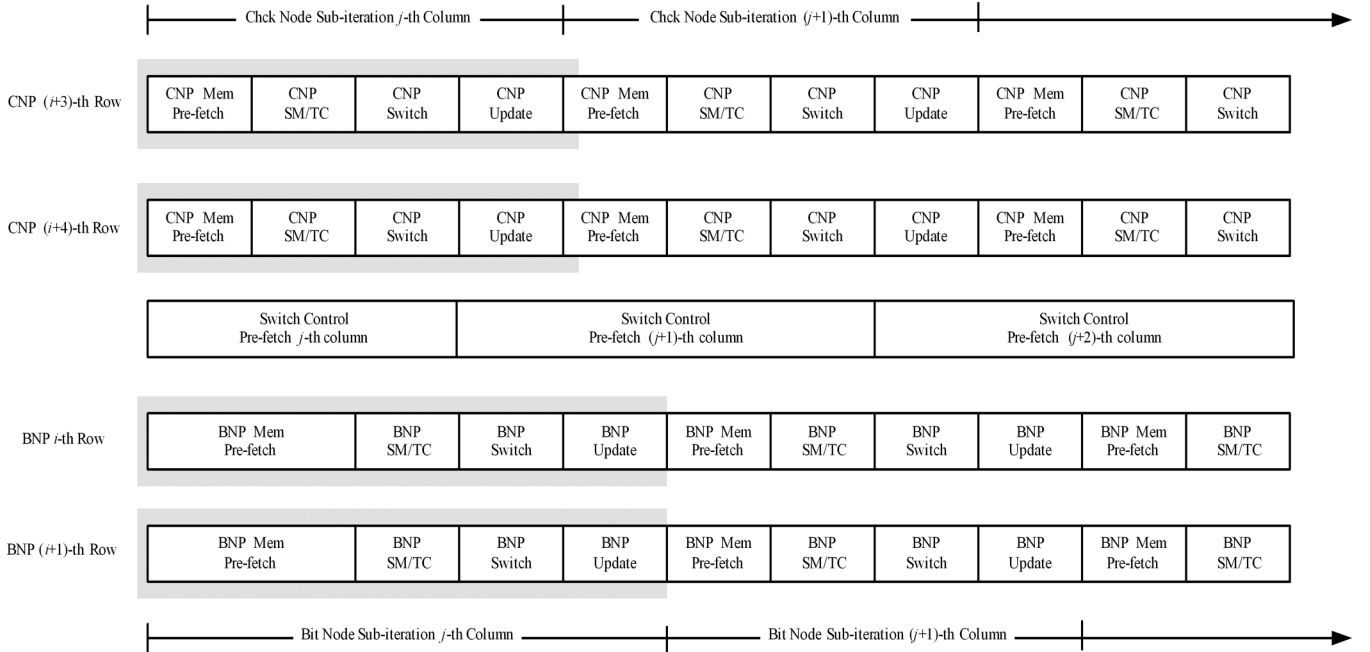 Chck Node Sub-iteration j-th Column Chck Node Sub-iteration (j+1)-th Column
CNP (i+3)-th Row
CNP Mem CNP CNP CNP CNP Mem CNP CNP CNP CNP Mem CNP CNP
Pre-fetch SM/TC Switch Update Pre-fetch SM/TC Switch Update Pre-fetch SM/TC Switch
CNP (i+4)-th Row
CNP Mem CNP CNP CNP CNP Mem CNP CNP CNP CNP Mem CNP CNP
Pre-fetch SM/TC Switch Update Pre-fetch SM/TC Switch Update Pre-fetch SM/TC Switch
Switch Control Switch Control Switch Control
Pre-fetch j-th column Pre-fetch (j+1)-th column Pre-fetch (j+2)-th column
BNP i-th Row
BNP Mem BNP BNP BNP BNP Mem BNP BNP BNP BNP Mem BNP
Pre-fetch SM/TC Switch Update Pre-fetch SM/TC Switch Update Pre-fetch SM/TC
BNP (i+1)-th Row
BNP Mem BNP BNP BNP BNP Mem BNP BNP BNP BNP Mem BNP
Pre-fetch SM/TC Switch Update Pre-fetch SM/TC Switch Update Pre-fetch SM/TC
Bit Node Sub-iteration j-th Column Bit Node Sub-iteration (j+1)-th Column